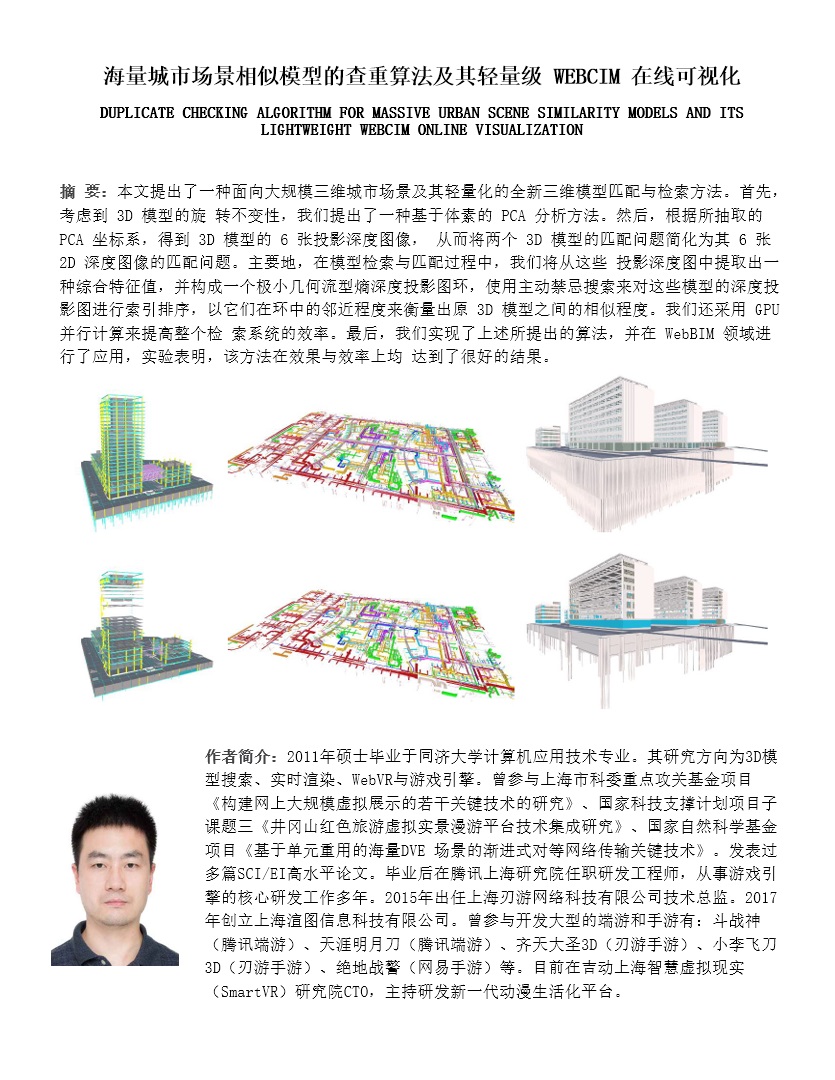 海量城市场景相似模型的查重算法及其轻量级 WEBCIM 在线可视化
DUPLICATE CHECKING ALGORITHM FOR MASSIVE URBAN SCENE SIMILARITY MODELS AND ITS
LIGHTWEIGHT WEBCIM ONLINE VISUALIZATION
摘 要：本文提出了一种面向大规模三维城市场景及其轻量化的全新三维模型匹配与检索方法。首先，
考虑到 3D 模型的旋 转不变性，我们提出了一种基于体素的 PCA 分析方法。然后，根据所抽取的
PCA 坐标系，得到 3D 模型的 6 张投影深度图像， 从而将两个 3D 模型的匹配问题简化为其 6 张
2D 深度图像的匹配问题。主要地，在模型检索与匹配过程中，我们将从这些 投影深度图中提取出一
种综合特征值，并构成一个极小几何流型熵深度投影图环，使用主动禁忌搜索来对这些模型的深度投
影图进行索引排序，以它们在环中的邻近程度来衡量出原 3D 模型之间的相似程度。我们还采用 GPU
并行计算来提高整个检 索系统的效率。最后，我们实现了上述所提出的算法，并在 WebBIM 领域进
行了应用，实验表明，该方法在效果与效率上均 达到了很好的结果。
作者简介：2011年硕士毕业于同济大学计算机应用技术专业。其研究方向为3D模
型搜索、实时渲染、WebVR与游戏引擎。曾参与上海市科委重点攻关基金项目
《构建网上大规模虚拟展示的若干关键技术的研究》、国家科技支撑计划项目子
课题三《井冈山红色旅游虚拟实景漫游平台技术集成研究》、国家自然科学基金
项目《基于单元重用的海量DVE 场景的渐进式对等网络传输关键技术》。发表过
多篇SCI/EI高水平论文。毕业后在腾讯上海研究院任职研发工程师，从事游戏引
擎的核心研发工作多年。2015年出任上海刃游网络科技有限公司技术总监。2017
年创立上海渲图信息科技有限公司。曾参与开发大型的端游和手游有：斗战神
（腾讯端游）、天涯明月刀（腾讯端游）、齐天大圣3D（刃游手游）、小李飞刀
3D（刃游手游）、绝地战警（网易手游）等。目前在吉动上海智慧虚拟现实
（SmartVR）研究院CTO，主持研发新一代动漫生活化平台。